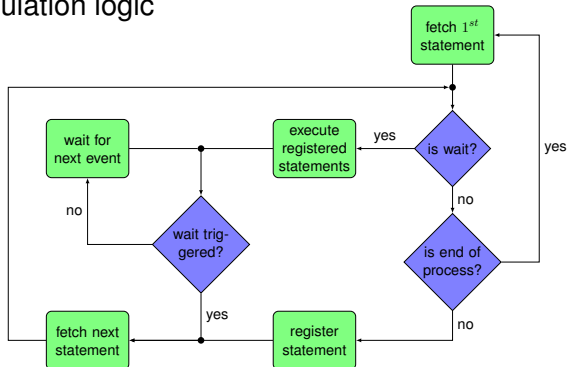 ulation logic
fetch 1st
statement
wait for
next event
execute
registered
statements
yes
is wait?
yes
no
no
wait trig-
gered?
is end of
process?
yes
no
fetch next
statement
register
statement